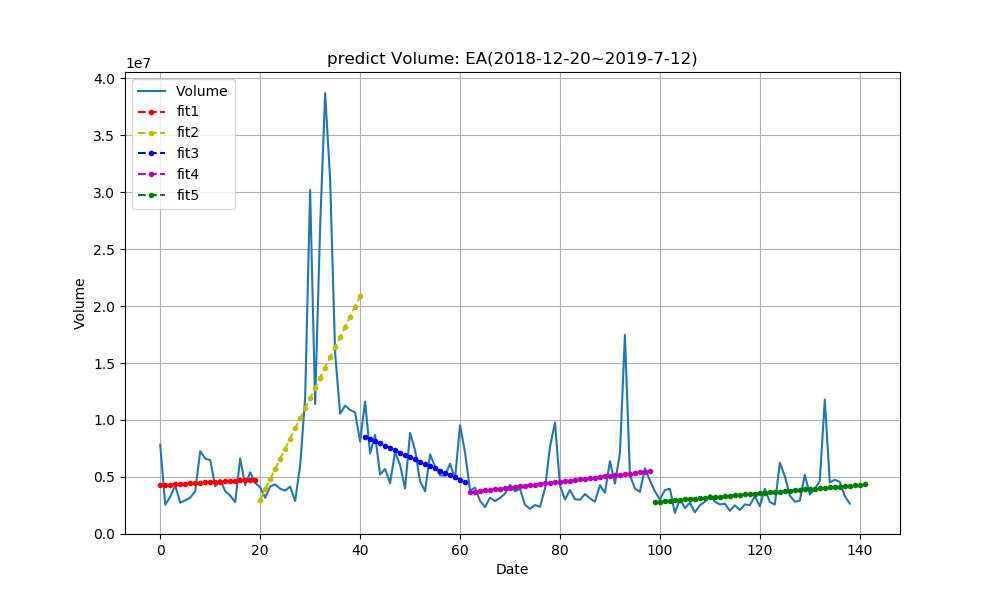 predict Volume: EA(2018-12-20~2019-7-12)
1e7
4.0
3.5
3.0
2.5
2.0
1.5
1.0
0.5
0.0
Volume
Volume
fit1
fit2
fit3
fit4
fit5
0 20 40 60 80 100 120 140
Date